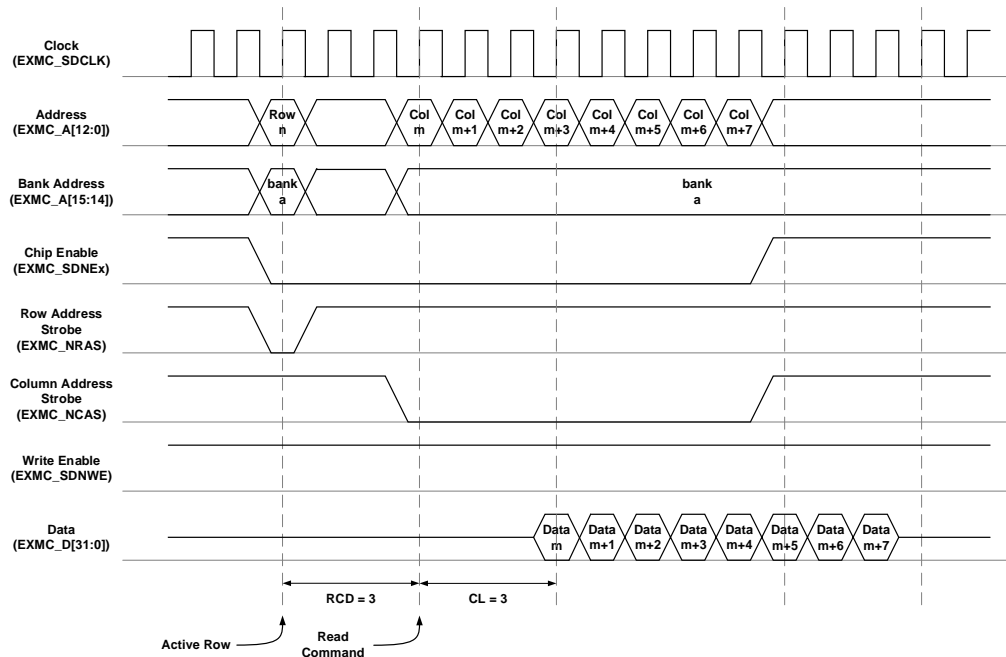 Clock
(EXMC_SDCLK)
Address
(EXMC_A[12:0])
Row
n
Col
m
Col
m+1
Col
m+2
Col
m+3
Col
m+4
Col
m+5
Col
m+6
Col
m+7
Bank Address
(EXMC_A[15:14])
bank
a
bank
a
Chip Enable
(EXMC_SDNEx)
Row Address
Strobe
(EXMC_NRAS)
Column Address
Strobe
(EXMC_NCAS)
Write Enable
(EXMC_SDNWE)
Data
(EXMC_D[31:0])
Data
m
Data
m+1
Data
m+2
Data
m+3
Data
m+4
Data
m+5
Data
m+6
Data
m+7
RCD = 3
CL = 3
Active Row
Read
Command